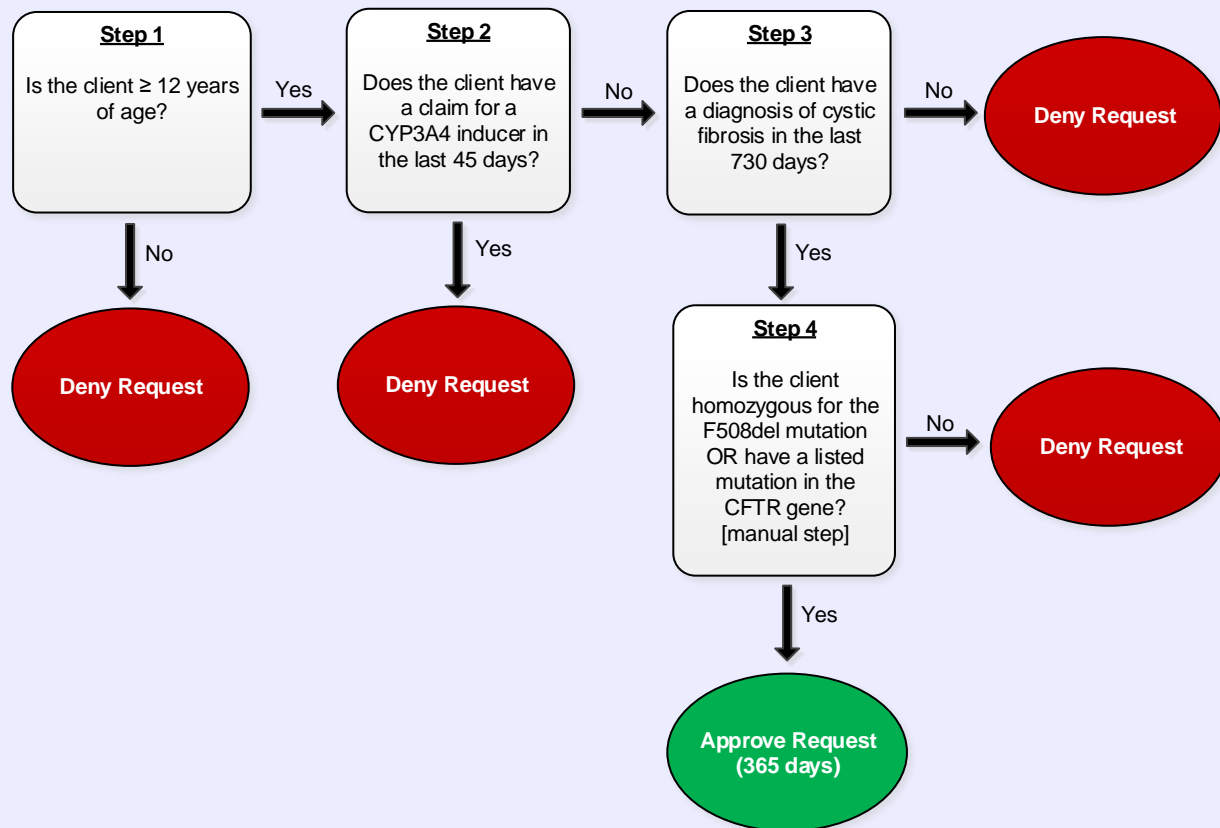 Step 1
Is the client ≥ 12 years
of age?
Yes
No
Deny Request
Step 2
Does the client have
a claim for a
CYP3A4 inducer in
the last 45 days?
No
Yes
Deny Request
Step 3
Does the client have
a diagnosis of cystic
fibrosis in the last
730 days?
No
Deny Request
Yes
Step 4
Is the client
homozygous for the
F508del mutation
OR have a listed
mutation in the
CFTR gene?
[manual step]
No
Deny Request
Yes
Approve Request
(365 days)